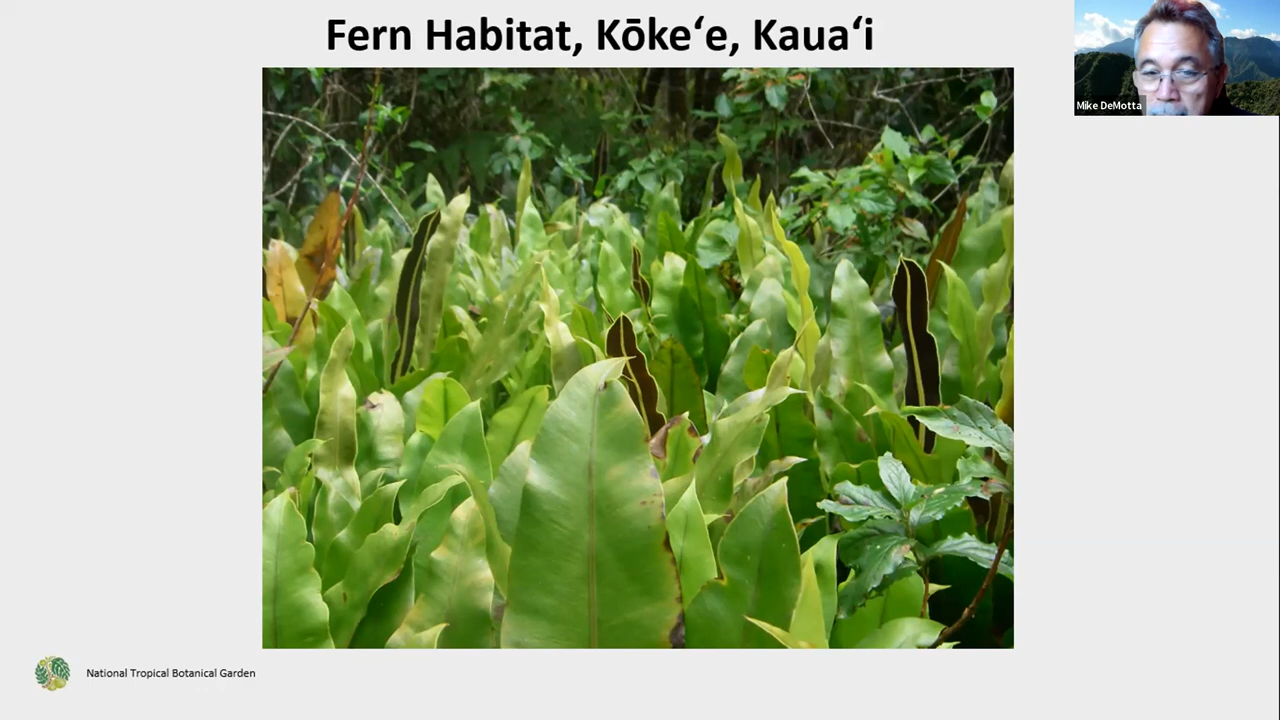 Fern Habitat, Kōkeʻe, Kauaʻi
Mike DeMotta
National Tropical Botanical Garden